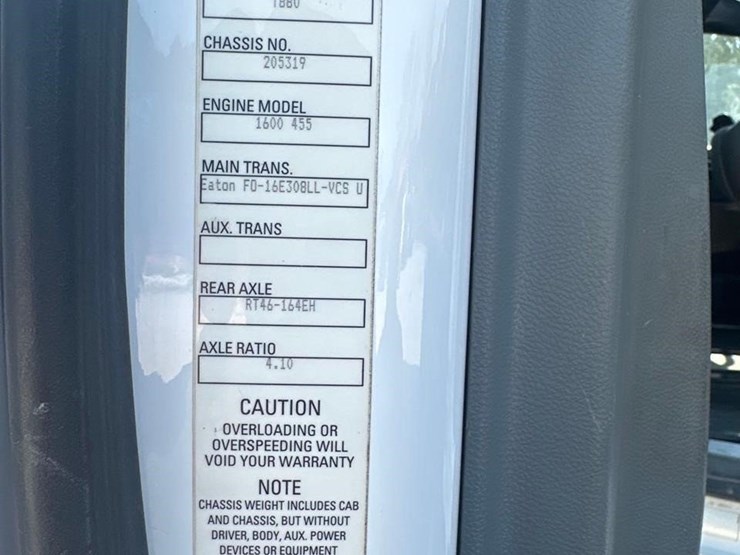 CHASSIS NO.
205319
ENGINE MODEL
1600 455
MAIN TRANS.
Eaton FO-16E308LL-VCS U
AUX. TRANS
REAR AXLE
RT46-164EH
AXLE RATIO
4.10
CAUTION
OVERLOADING OR
OVERSPEEDING WILL
VOID YOUR WARRANTY
NOTE
CHASSIS WEIGHT INCLUDES CAB
AND CHASSIS, BUT WITHOUT
DRIVER, BODY, AUX. POWER
DEVICES OR EQUIPMENT